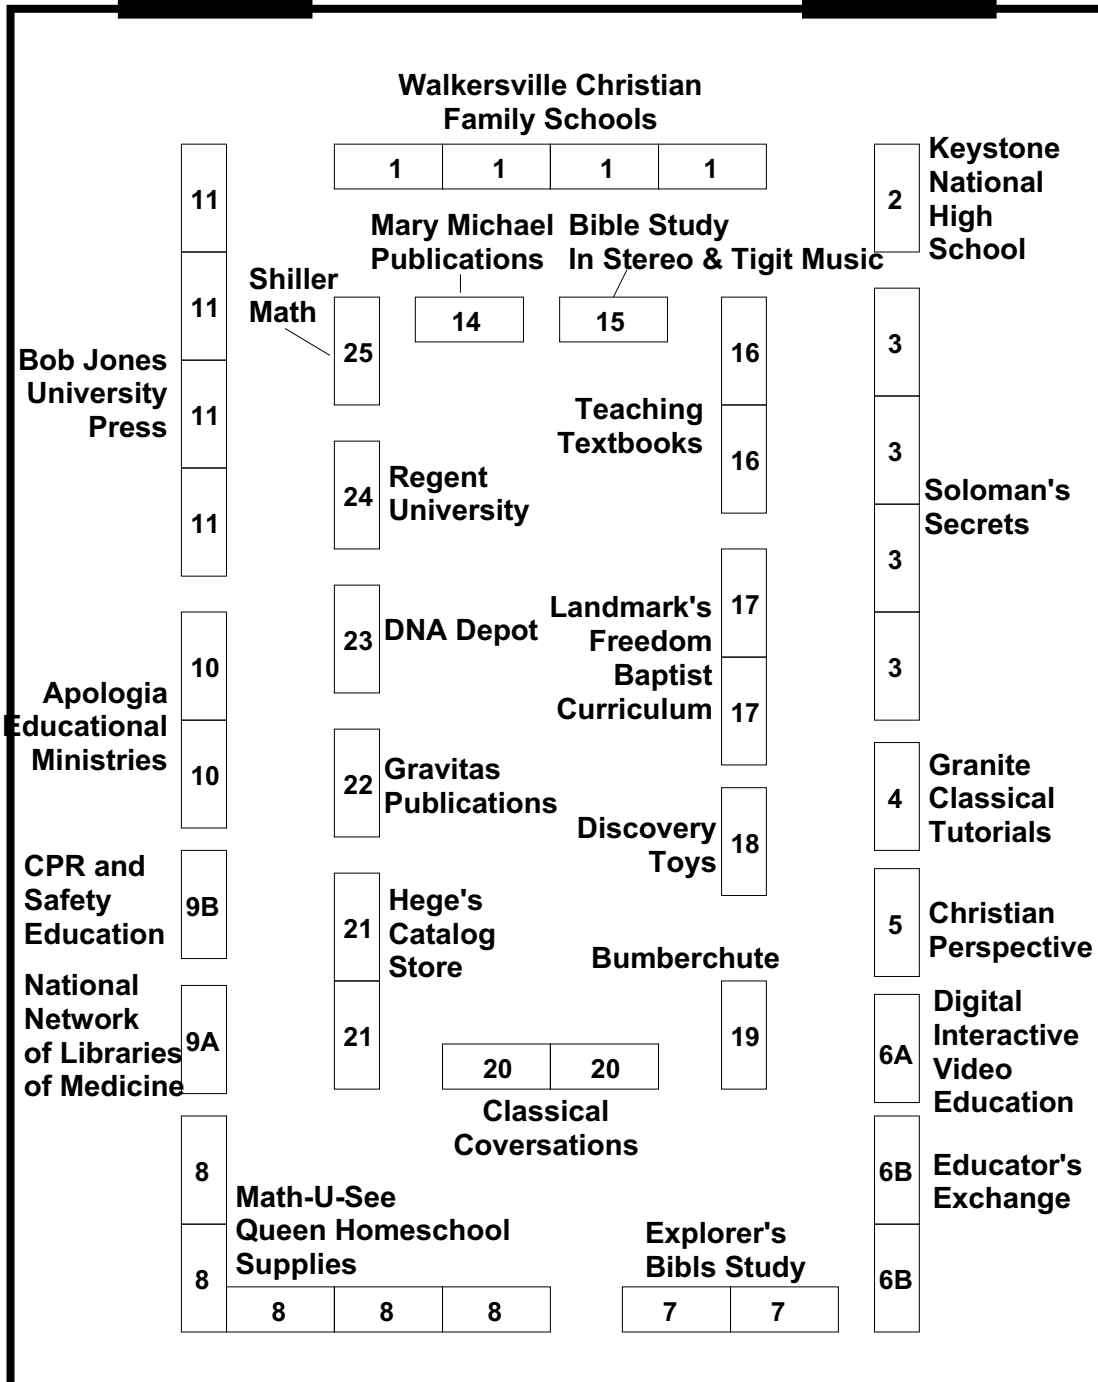 Walkersville Christian
Family Schools
1 1 1 1
Keystone
National
High
School
2
11
11
11
11
Bob Jones
University
Press
Mary Michael
Publications
14
Bible Study
In Stereo & Tigit Music
15
Shiller
Math
25
16
16
Teaching
Textbooks
3
3
3
3
Soloman's
Secrets
24
Regent
University
23
DNA Depot
Landmark's
Freedom
Baptist
Curriculum
17
17
10
10
Apologia
Educational
Ministries
22
Gravitas
Publications
Discovery
Toys
18
4
Granite
Classical
Tutorials
CPR and
Safety
Education
9B
21
21
Hege's
Catalog
Store
Bumberchute
19
5
Christian
Perspective
National
Network
of Libraries
of Medicine
9A
20 20
Classical
Coversations
6A
Digital
Interactive
Video
Education
8
8
Math-U-See
Queen Homeschool
Supplies
8 8 8
Explorer's
Bibls Study
7 7
6B
6B
Educator's
Exchange